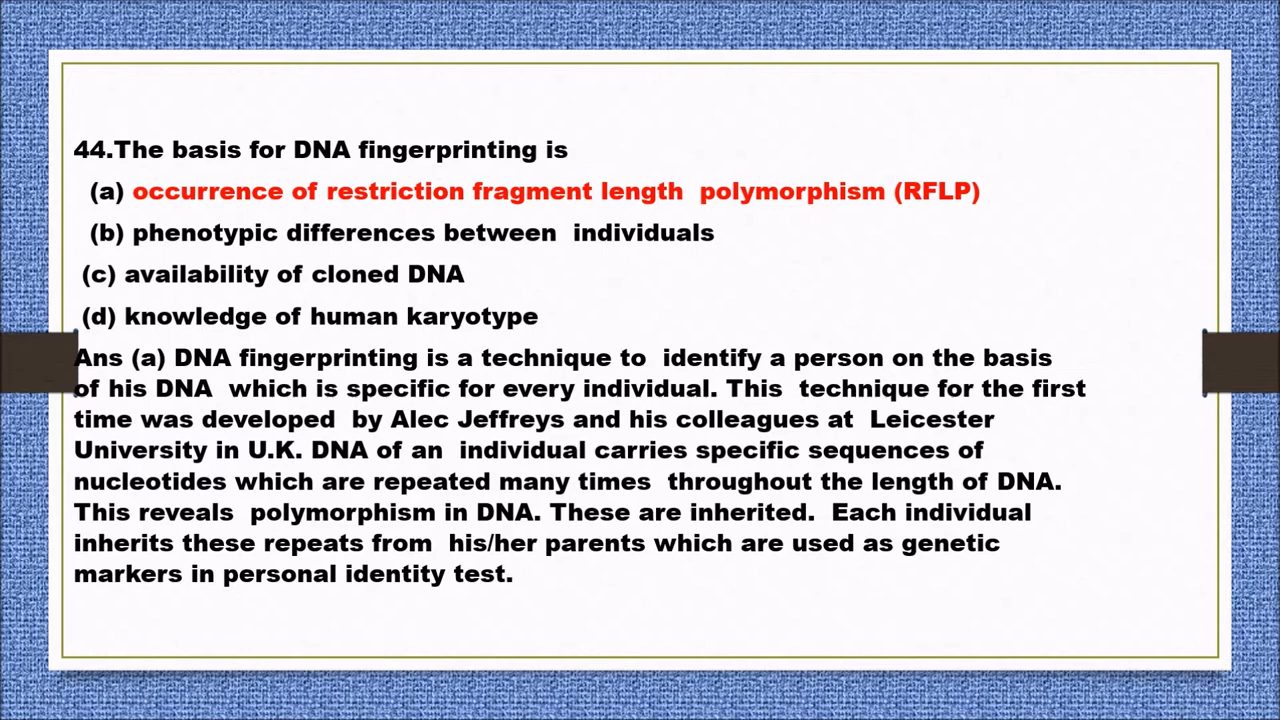 44.The basis for DNA fingerprinting is
(a) occurrence of restriction fragment length polymorphism (RFLP)
(b) phenotypic differences between individuals
(c) availability of cloned DNA
(d) knowledge of human karyotype
Ans (a) DNA fingerprinting is a technique to identify a person on the basis
of his DNA which is specific for every individual. This technique for the first
time was developed by Alec Jeffreys and his colleagues at Leicester
University in U.K. DNA of an individual carries specific sequences of
nucleotides which are repeated many times throughout the length of DNA.
This reveals polymorphism in DNA. These are inherited. Each individual
inherits these repeats from his/her parents which are used as genetic
markers in personal identity test.